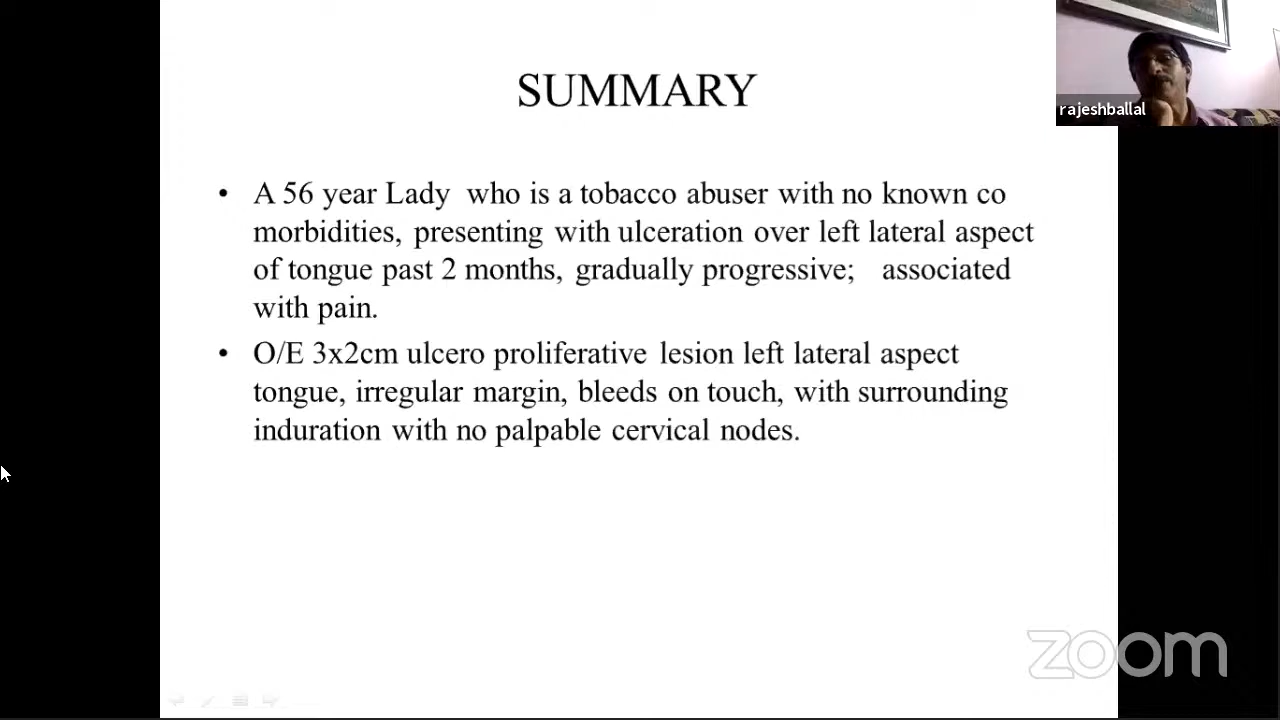 SUMMARY
rajeshballal
• A 56 year Lady who is a tobacco abuser with no known co
morbidities, presenting with ulceration over left lateral aspect
of tongue past 2 months, gradually progressive; associated
with pain.
• O/E 3x2cm ulcero proliferative lesion left lateral aspect
tongue, irregular margin, bleeds on touch, with surrounding
induration with no palpable cervical nodes.
zoom